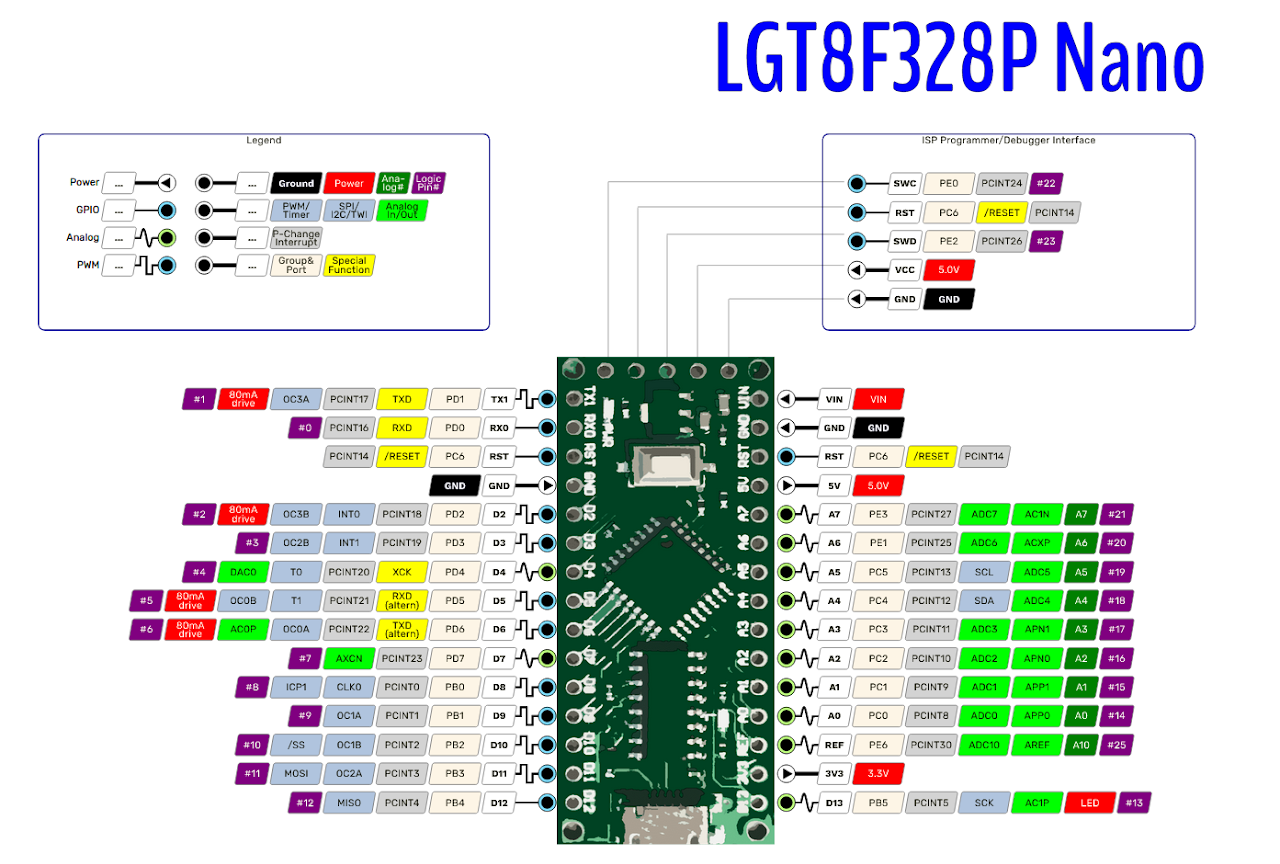 LGT8F328P Nano
Legend
Power ... ... Ground Power Ana-log# Logic Pin#
GPIO ... ... PWM/Timer SPI/I2C/TWI Analog In/Out
Analog ... ... P-Change Interrupt
PWM ... ... Group& Port Special Function
ISP Programmer/Debugger Interface
SWC PE0 PCINT24 #22
RST PC6 /RESET PCINT14
SWD PE2 PCINT26 #23
VCC 5.0V
GND GND
#1 80mA drive OC3A PCINT17 TXD PD1 TX1 TX1 VIN VIN VIN
#0 PCINT16 RXD PD0 RX0 RX0 PWR GND GND GND
PCINT14 /RESET PC6 RST RST RST RST PC6 /RESET PCINT14
GND GND GND 5V 5V 5.0V
#2 80mA drive OC3B INT0 PCINT18 PD2 D2 D2 A7 A7 PE3 PCINT27 ADC7 AC1N A7 #21
#3 OC2B INT1 PCINT19 PD3 D3 D3 A6 A6 PE1 PCINT25 ADC6 ACXP A6 #20
#4 DAC0 T0 PCINT20 XCK PD4 D4 D4 A5 A5 PC5 PCINT13 SCL ADC5 A5 #19
#5 80mA drive OC0B T1 PCINT21 RXD (altern) PD5 D5 D5 A4 A4 PC4 PCINT12 SDA ADC4 A4 #18
#6 80mA drive AC0P OC0A PCINT22 TXD (altern) PD6 D6 D6 A3 A3 PC3 PCINT11 ADC3 APN1 A3 #17
#7 AXCN PCINT23 PD7 D7 D7 A2 A2 PC2 PCINT10 ADC2 APN0 A2 #16
#8 ICP1 CLK0 PCINT0 PB0 D8 D8 A1 A1 PC1 PCINT9 ADC1 APP1 A1 #15
#9 OC1A PCINT1 PB1 D9 D9 A0 A0 PC0 PCINT8 ADC0 APP0 A0 #14
#10 /SS OC1B PCINT2 PB2 D10 D10 REF REF PE6 PCINT30 ADC10 AREF A10 #25
#11 MOSI OC2A PCINT3 PB3 D11 D11 3V3 3V3 3.3V
#12 MISO PCINT4 PB4 D12 D12 D13 PB5 PCINT5 SCK AC1P LED #13